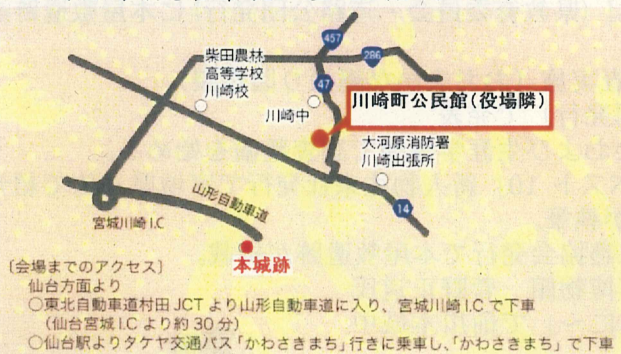 457
286
柴田農林
高等学校
川崎校
47
川崎中
川崎町公民館(役場隣)
大河原消防署
川崎出張所
14
山形自動車道
宮城川崎I.C
本城跡
〔会場までのアクセス〕
仙台方面より
○東北自動車道村田JCTより山形自動車道に入り、宮城川崎I.Cで下車
(仙台宮城I.Cより約30分)
○仙台駅よりタケヤ交通バス「かわさきまち」行きに乗車し、「かわさきまち」で下車